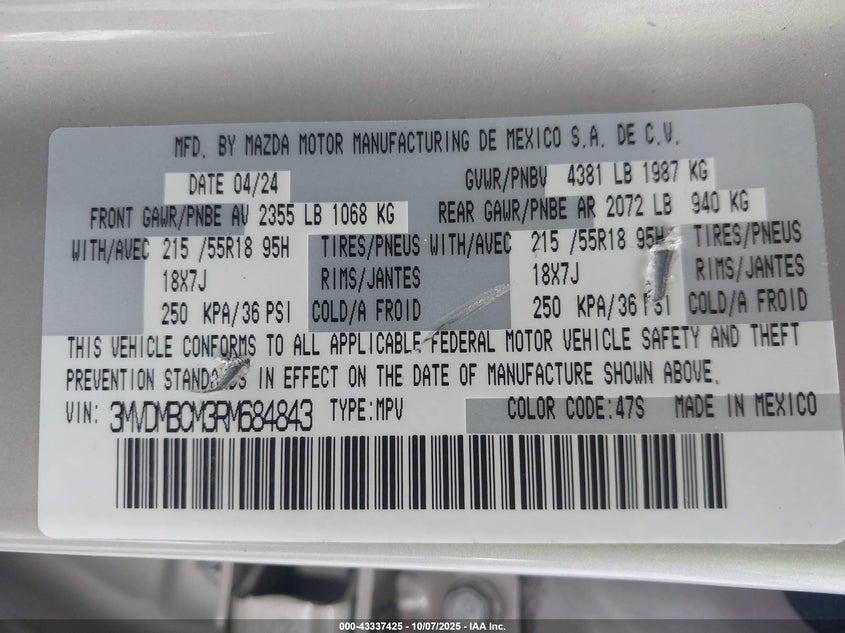 MFD. BY MAZDA MOTOR MANUFACTURING DE MEXICO S.A. DE C.V.
DATE 04/24 GVWR/PNBV 4381 LB 1987 KG
FRONT GAWR/PNBE AV 2355 LB 1068 KG REAR GAWR/PNBE AR 2072 LB 940 KG
WITH/AVEC 215 /55R18 95H TIRES/PNEUS WITH/AVEC 215 /55R18 95H TIRES/PNEUS
18X7J RIMS/JANTES 18X7J RIMS/JANTES
250 KPA/36 PSI COLD/A FROID 250 KPA/36 PSI COLD/A FROID
THIS VEHICLE CONFORMS TO ALL APPLICABLE FEDERAL MOTOR VEHICLE SAFETY AND THEFT
PREVENTION STANDARDS IN EFFECT ON THE DATE OF MANUFACTURE SHOWN ABOVE.
VIN: 3MVDMBCM3RM684843 TYPE:MPV COLOR CODE:47S MADE IN MEXICO
000-43337425 - 10/07/2025 - IAA Inc.